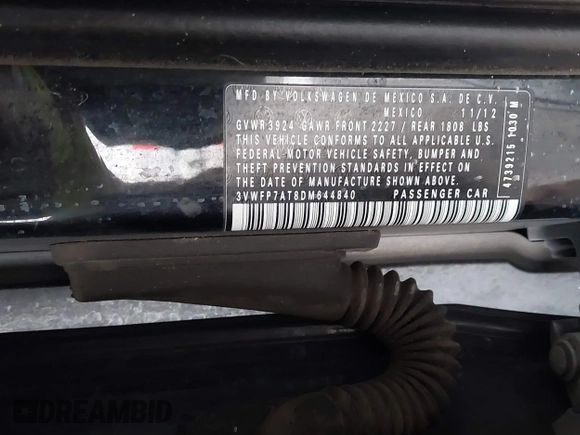 MFD BY VOLKSWAGEN DE MEXICO S.A. DE C.V.
MEXICO 11/12
GVWR 3924 GAWR FRONT 2227 / REAR 1808 LBS
THIS VEHICLE CONFORMS TO ALL APPLICABLE U.S.
FEDERAL MOTOR VEHICLE SAFETY, BUMPER AND
THEFT PREVENTION STANDARDS IN EFFECT ON
THE DATE OF MANUFACTURE SHOWN ABOVE.
3VWFP7AT8DM644840 PASSENGER CAR
4739215 1030 M
DREAMBID